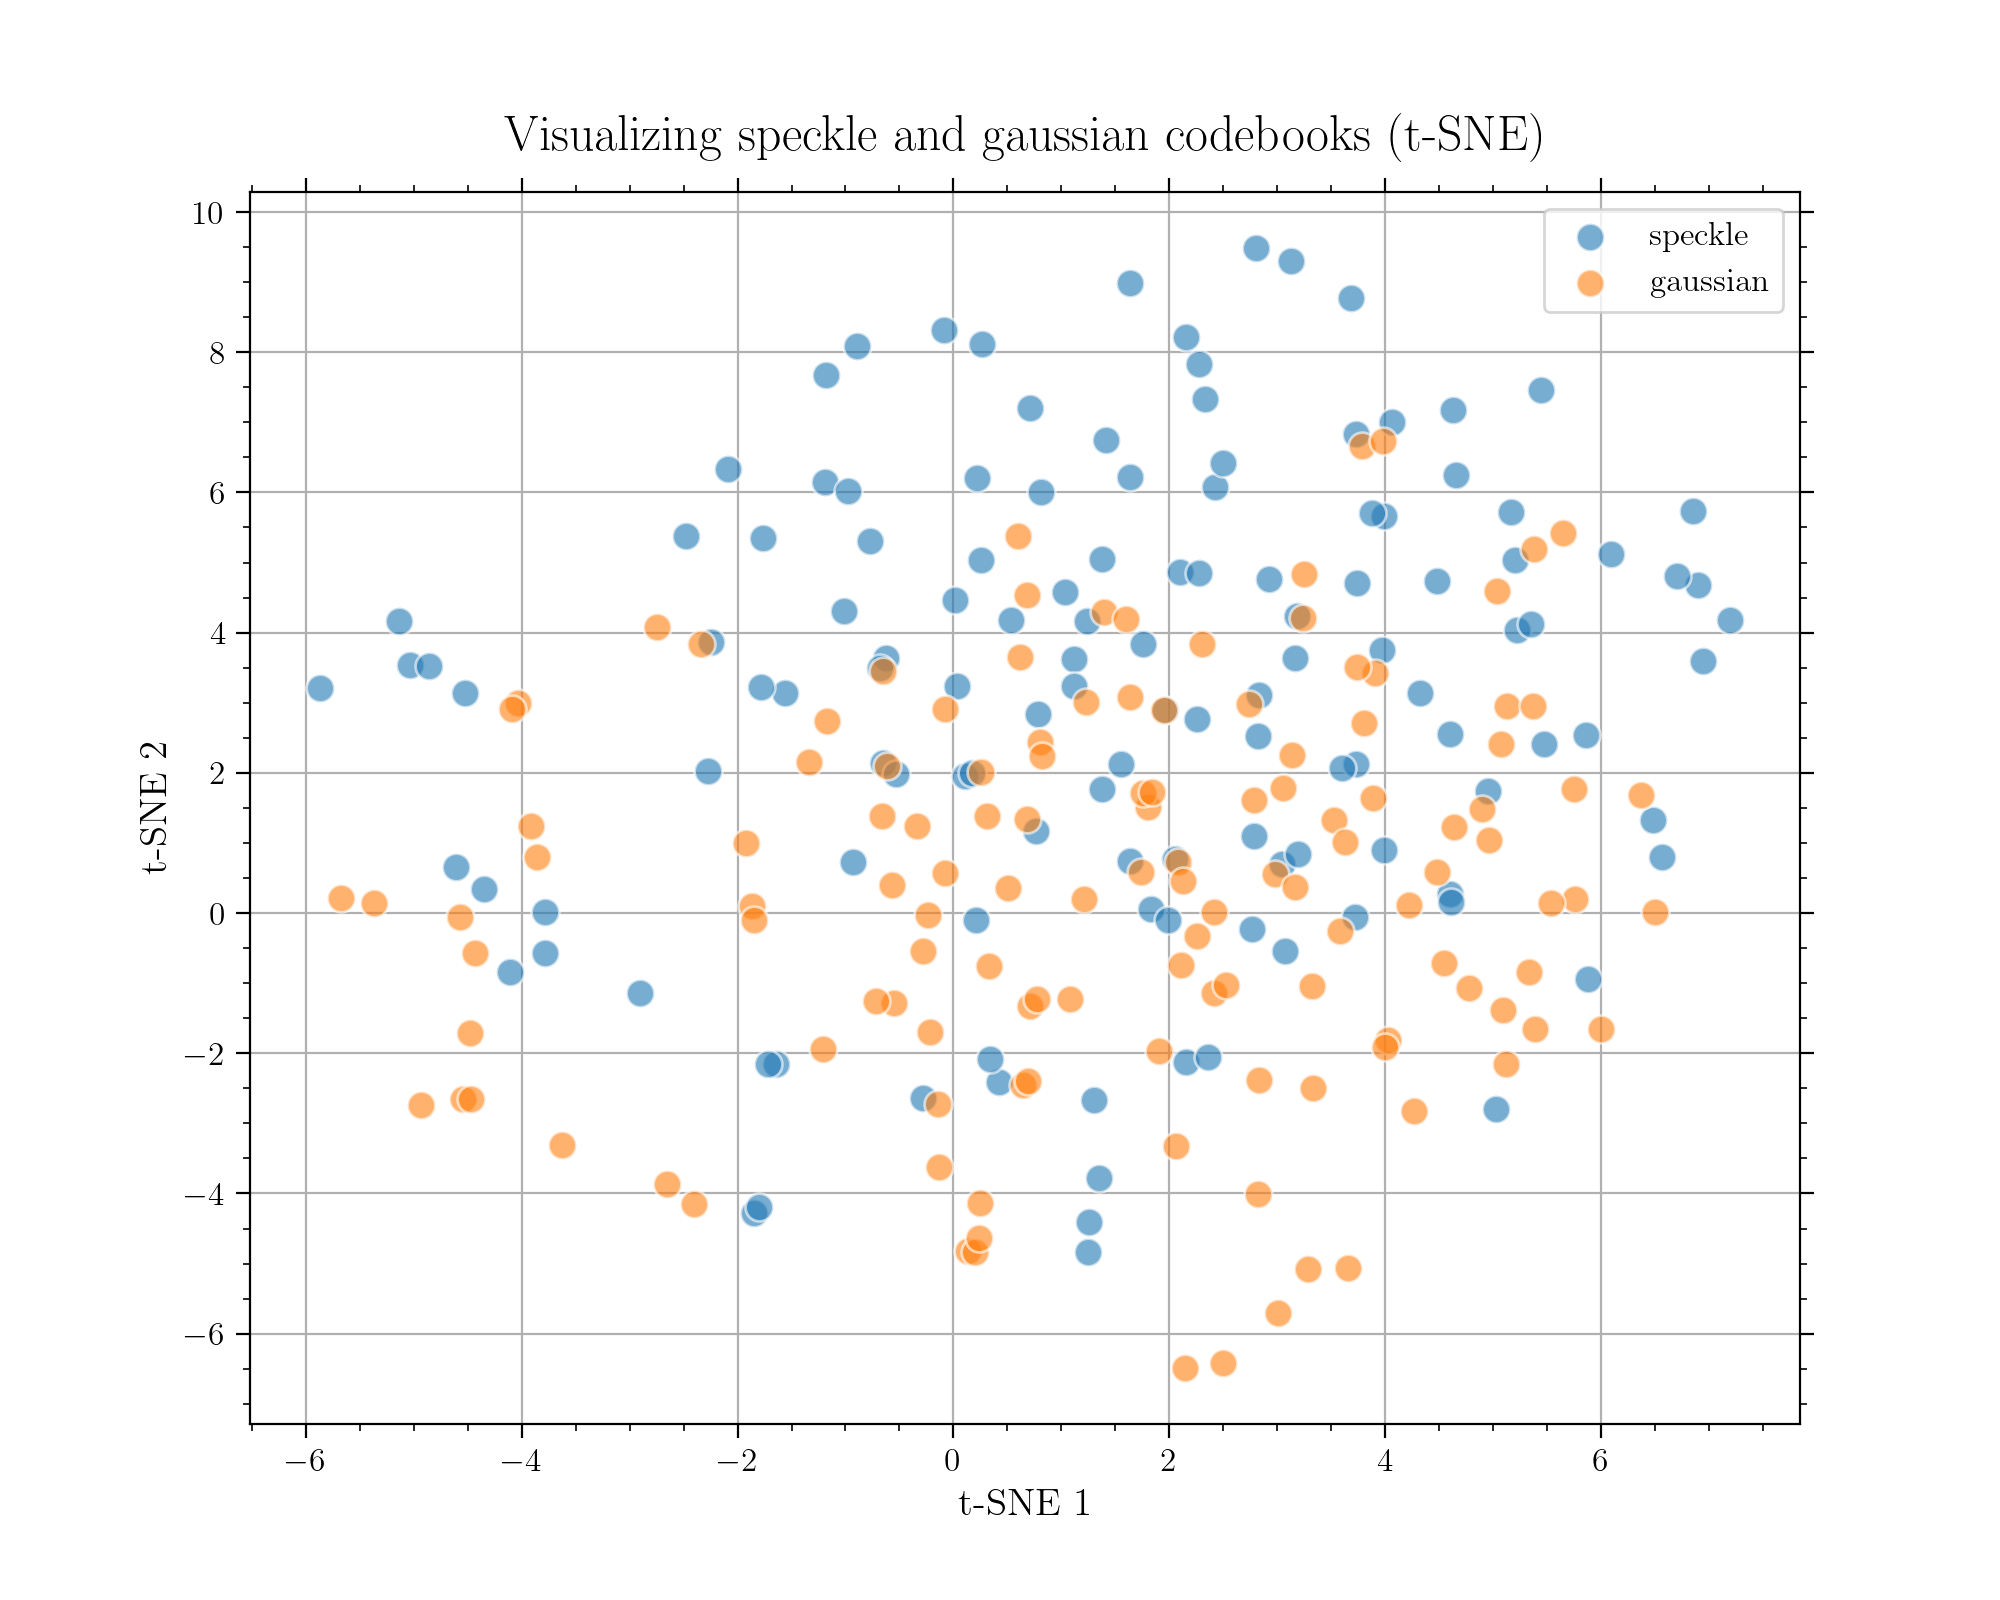 Visualizing speckle and gaussian codebooks (t-SNE)
speckle
gaussian
10
8
6
4
2
0
−2
−4
−6
t-SNE 2
−6 −4 −2 0 2 4 6
t-SNE 1